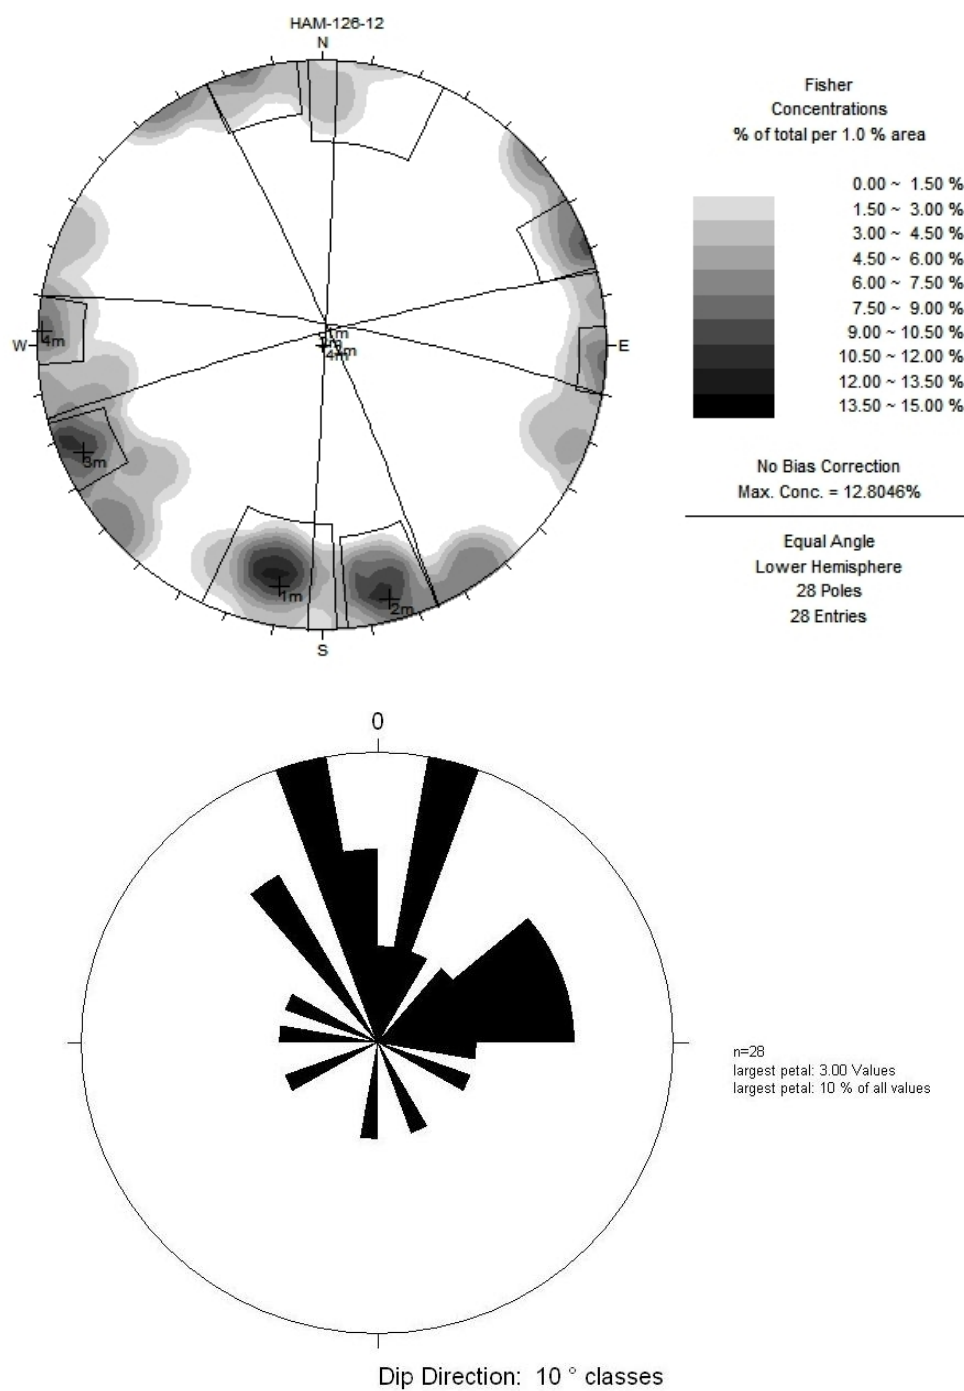 HAM-126-12
N
Fisher
Concentrations
% of total per 1.0 % area
0.00 ~ 1.50 %
1.50 ~ 3.00 %
3.00 ~ 4.50 %
4.50 ~ 6.00 %
6.00 ~ 7.50 %
7.50 ~ 9.00 %
9.00 ~ 10.50 %
10.50 ~ 12.00 %
12.00 ~ 13.50 %
13.50 ~ 15.00 %
W
E
4m
4m
3m
1m
2m
S
No Bias Correction
Max. Conc. = 12.8046%
Equal Angle
Lower Hemisphere
28 Poles
28 Entries
0
n=28
largest petal: 3.00 Values
largest petal: 10 % of all values
Dip Direction: 10 ° classes